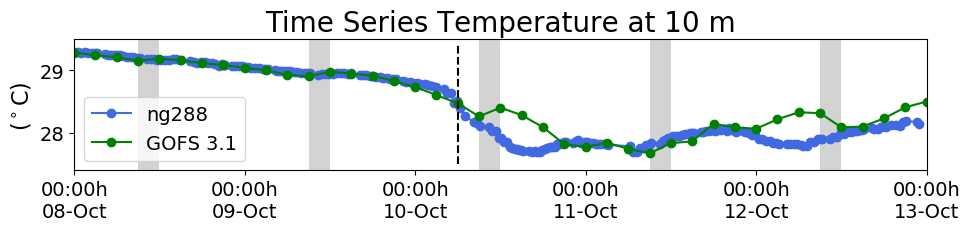 Time Series Temperature at 10 m
(°C)
29
28
ng288
GOFS 3.1
00:00h 00:00h 00:00h 00:00h 00:00h 00:00h
08-Oct 09-Oct 10-Oct 11-Oct 12-Oct 13-Oct